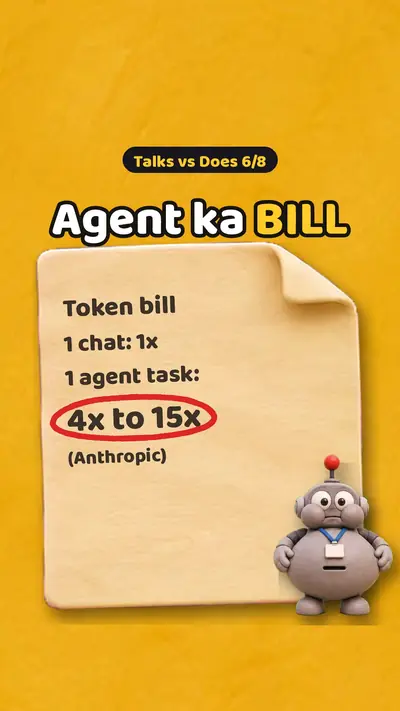 Talks vs Does 6/8
Agent ka BILL
Token bill
1 chat: 1x
1 agent task:
4x to 15x
(Anthropic)